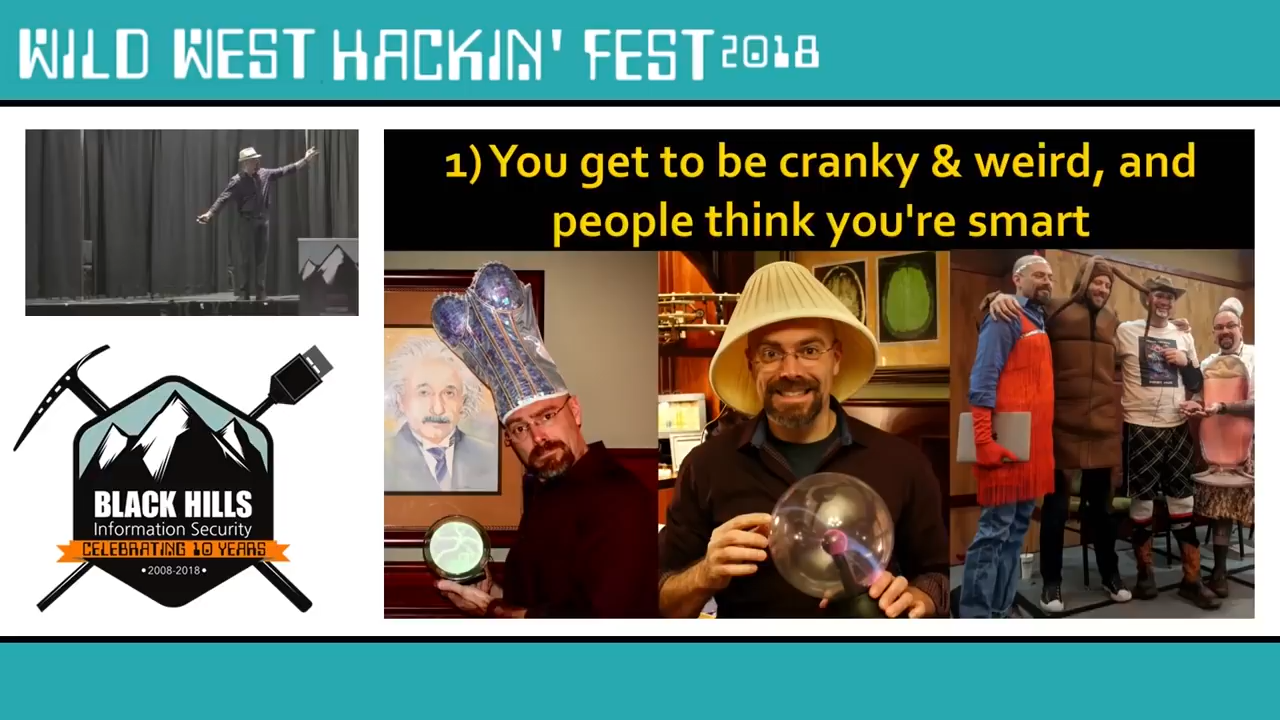 WILD WEST HACKIN' FEST 2018
1) You get to be cranky & weird, and
people think you're smart
BLACK HILLS
Information Security
CELEBRATING 10 YEARS
•2008-2018•